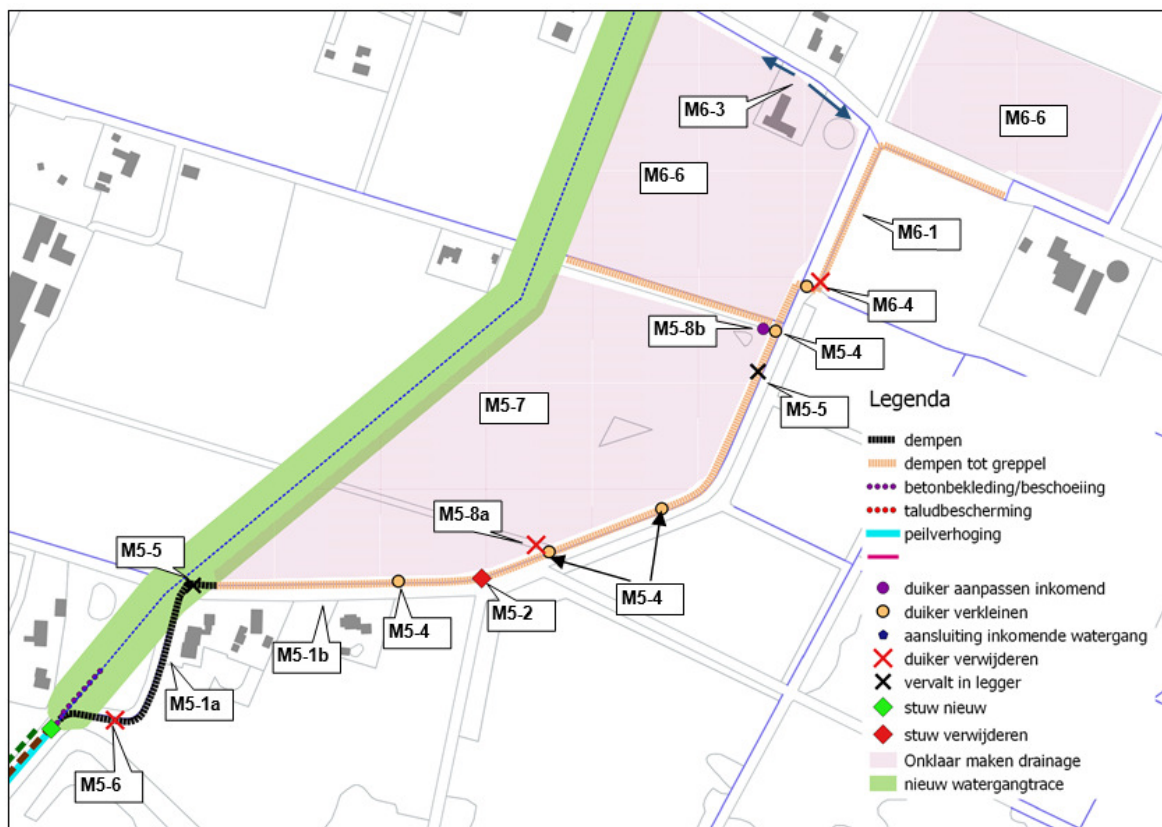 M6-3
M6-6
M6-6
M6-1
M6-4
M5-8b
M5-4
M5-5
M5-7
M5-8a
M5-5
M5-4
M5-4
M5-2
M5-1b
M5-1a
M5-6
Legenda
dempen
dempen tot greppel
betonbekleding/beschoeiing
taludbescherming
peilverhoging
duiker aanpassen inkomend
duiker verkleinen
aansluiting inkomende watergang
duiker verwijderen
vervalt in legger
stuw nieuw
stuw verwijderen
Onklaar maken drainage
nieuw watergangtrace